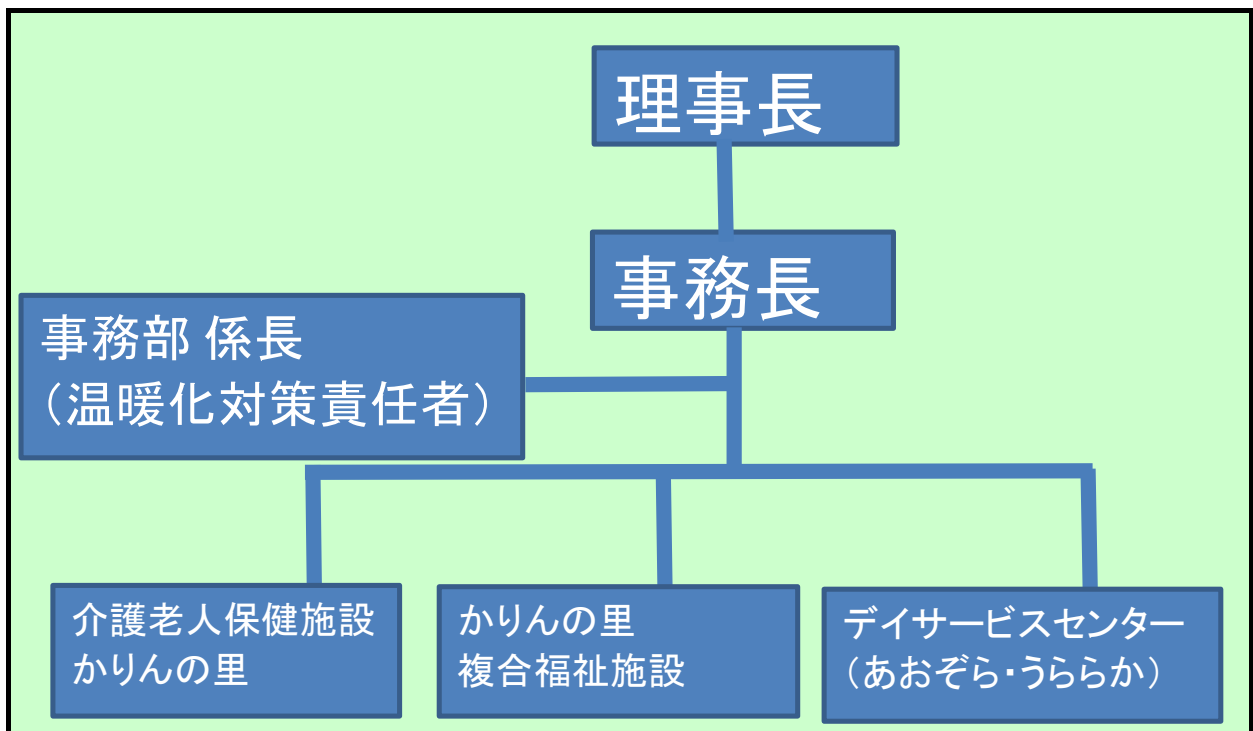 理事長
事務長
事務部 係長
（温暖化対策責任者）
介護老人保健施設
かりんの里
かりんの里
複合福祉施設
デイサービスセンター
（あおぞら・うららか）